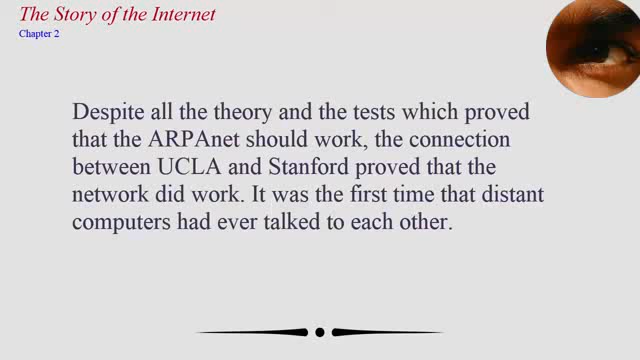 The Story of the Internet
Chapter 2
Despite all the theory and the tests which proved
that the ARPAnet should work, the connection
between UCLA and Stanford proved that the
network did work. It was the first time that distant
computers had ever talked to each other.